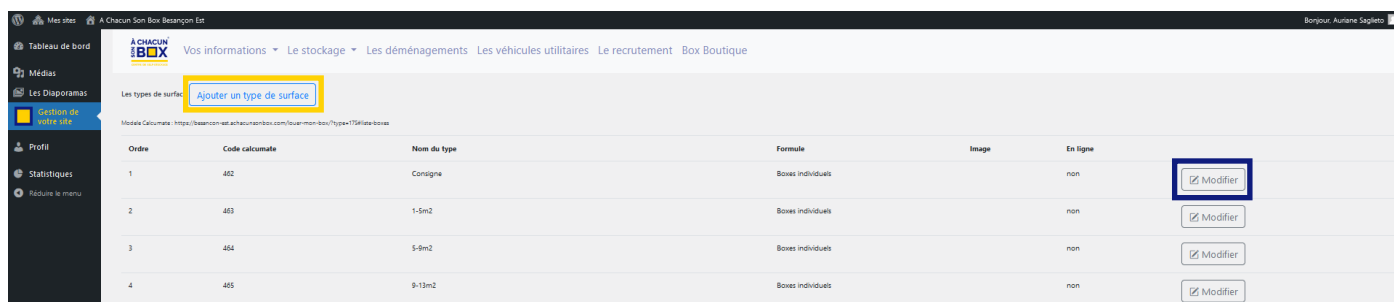 Mes sites A Chacun Son Box Besançon Est Bonjour, Auriane Saglieto
Tableau de bord
Médias
Les Diaporamas
Gestion de votre site
Profil
Statistiques
Réduire le menu
À CHACUN SON BOX
Vos informations Le stockage Les déménagements Les véhicules utilitaires Le recrutement Box Boutique
Les types de surfac Ajouter un type de surface
Modele Calcumate : https://besancon-est.achacunsonbox.com/louer-mon-box/?type=175#liste-boxes
Ordre Code calcumate Nom du type Formule Image En ligne
1 462 Consigne Boxes individuels non Modifier
2 463 1-5m2 Boxes individuels non Modifier
3 464 5-9m2 Boxes individuels non Modifier
4 465 9-13m2 Boxes individuels non Modifier